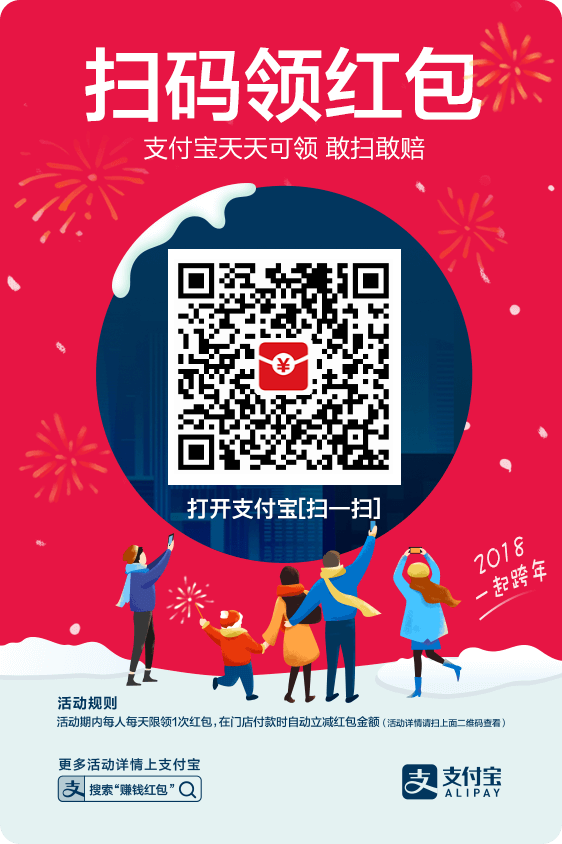 扫码领红包
支付宝天天可领 敢扫敢赔
¥
打开支付宝[扫一扫]
2018
一起跨年
活动规则
活动期内每人每天限领1次红包，在门店付款时自动立减红包金额（活动详情请扫上面二维码查看）
更多活动详情上支付宝
支 搜索“赚钱红包”
支 支付宝
ALIPAY